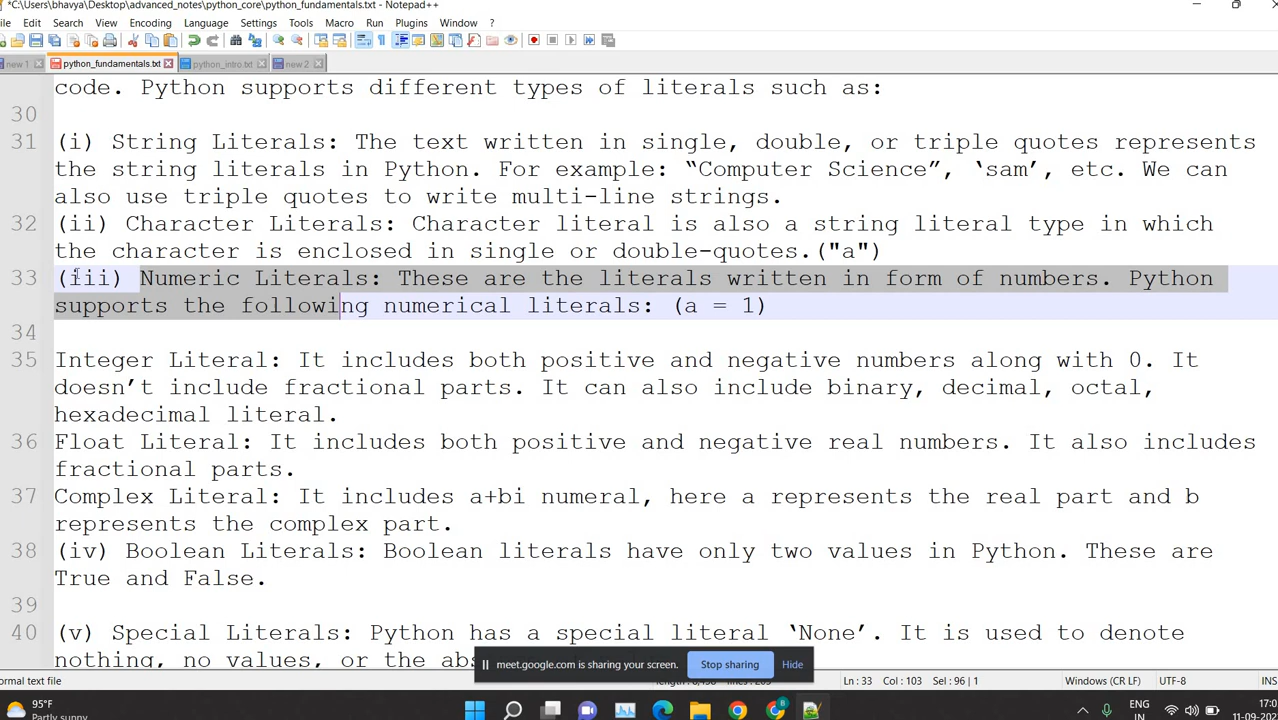 *C:\Users\bhavya\Desktop\advanced_notes\python_core\python_fundamentals.txt - Notepad++
Edit Search View Encoding Language Settings Tools Macro Run Plugins Window ?
new 1 python_fundamentals.txt python_intro.txt new 2
code. Python supports different types of literals such as:
30
31 (i) String Literals: The text written in single, double, or triple quotes represents
the string literals in Python. For example: “Computer Science”, ‘sam’, etc. We can
also use triple quotes to write multi-line strings.
32 (ii) Character Literals: Character literal is also a string literal type in which
the character is enclosed in single or double-quotes.("a")
33 (iii) Numeric Literals: These are the literals written in form of numbers. Python
supports the following numerical literals: (a = 1)
34
35 Integer Literal: It includes both positive and negative numbers along with 0. It
doesn’t include fractional parts. It can also include binary, decimal, octal,
hexadecimal literal.
36 Float Literal: It includes both positive and negative real numbers. It also includes
fractional parts.
37 Complex Literal: It includes a+bi numeral, here a represents the real part and b
represents the complex part.
38 (iv) Boolean Literals: Boolean literals have only two values in Python. These are
True and False.
39
40 (v) Special Literals: Python has a special literal ‘None’. It is used to denote
nothing, no values, or the abs
meet.google.com is sharing your screen. Stop sharing Hide
ormal text file Ln: 33 Col: 103 Sel: 96 | 1 Windows (CR LF) UTF-8 INS
95°F ENG 17:0
Partly sunny IN 11-09-202